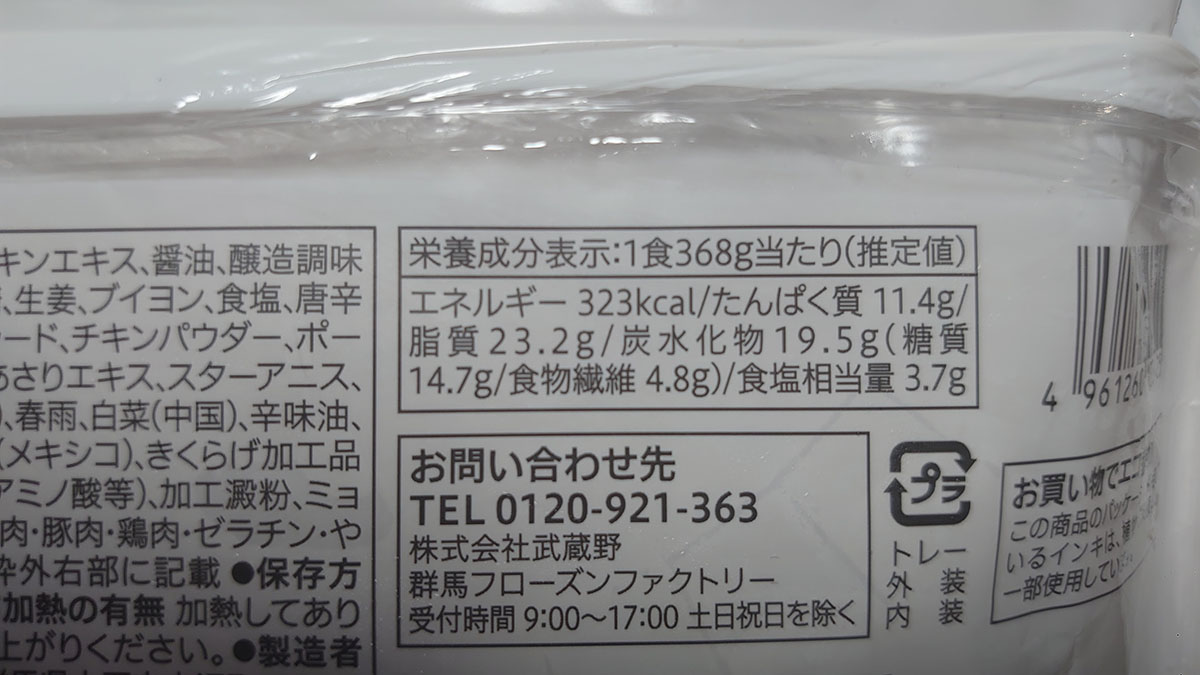 キンエキス、醤油、醸造調味
、生姜、ブイヨン、食塩、唐辛
ード、チキンパウダー、ポー
あさりエキス、スターアニス、
)、春雨、白菜(中国)、辛味油、
(メキシコ)、きくらげ加工品
アミノ酸等)、加工澱粉、ミョ
肉・豚肉・鶏肉・ゼラチン・や
枠外右部に記載 ●保存方
加熱の有無 加熱してあり
上がりください。●製造者
栄養成分表示:1食368g当たり(推定値)
エネルギー 323kcal/たんぱく質 11.4g/
脂質 23.2g/炭水化物 19.5g(糖質
14.7g/食物繊維 4.8g)/食塩相当量 3.7g
お問い合わせ先
TEL 0120-921-363
株式会社武蔵野
群馬フローズンファクトリー
受付時間 9:00〜17:00 土日祝日を除く
プラ
トレー
外装
内装
4 961260
お買い物でエコ
この商品のパッケージ
いるインキは、
一部使用してい